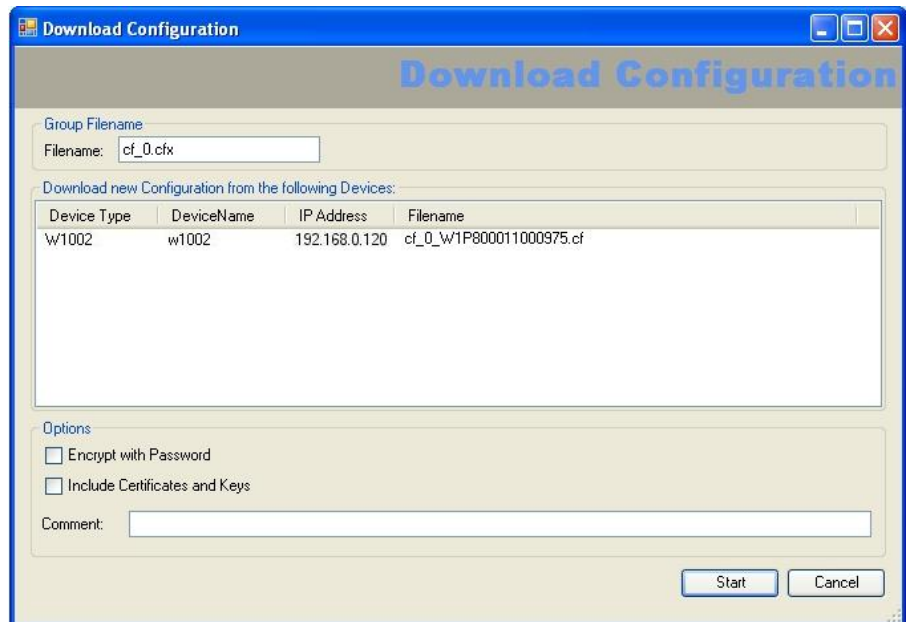 Download Configuration
Download Configuration
Group Filename
Filename: cf_0.cfx
Download new Configuration from the following Devices:
Device Type DeviceName IP Address Filename
W1002 w1002 192.168.0.120 cf_0_W1P800011000975.cf
Options
Encrypt with Password
Include Certificates and Keys
Comment:
Start Cancel